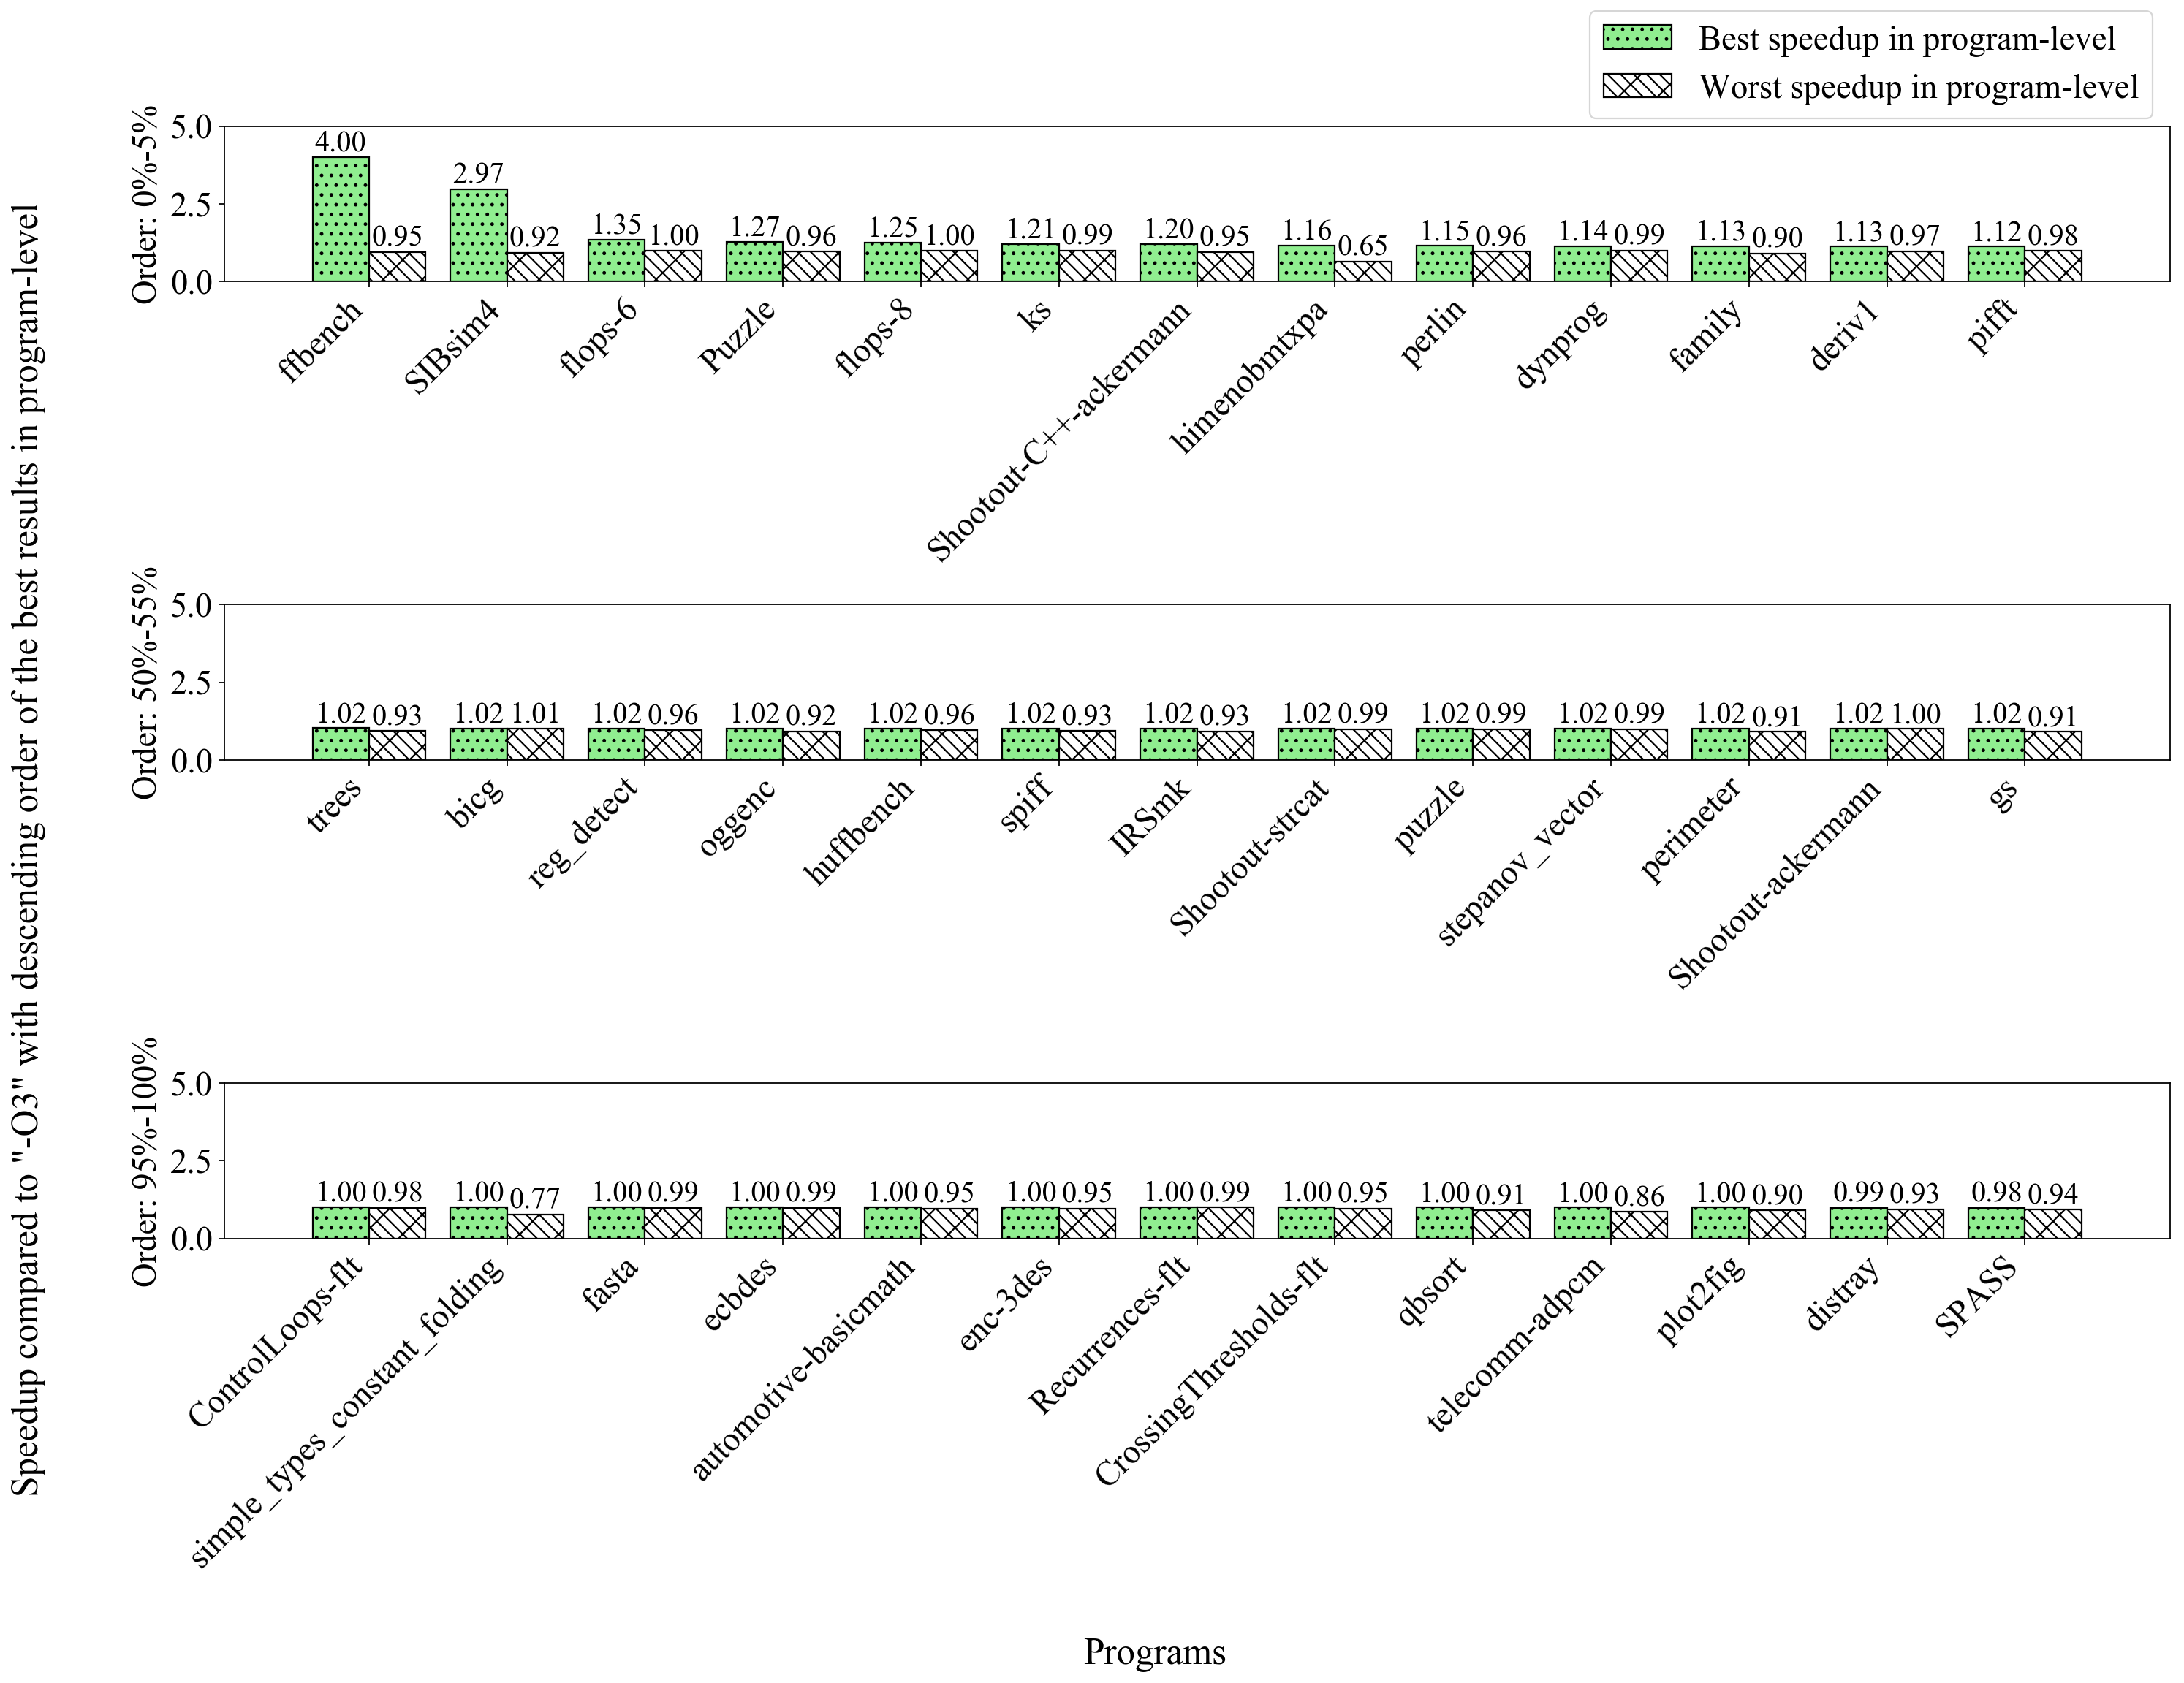 Best speedup in program-level
Worst speedup in program-level
Speedup compared to "-O3" with descending order of the best results in program-level
Order: 0%-5%
5.0
2.5
0.0
4.00 0.95 2.97 0.92 1.35 1.00 1.27 0.96 1.25 1.00 1.21 0.99 1.20 0.95 1.16 0.65 1.15 0.96 1.14 0.99 1.13 0.90 1.13 0.97 1.12 0.98
ffbench
SIBsim4
flops-6
Puzzle
flops-8
ks
Shootout-C++-ackermann
himenobmtxpa
perlin
dynprog
family
deriv1
pifft
Order: 50%-55%
5.0
2.5
0.0
1.02 0.93 1.02 1.01 1.02 0.96 1.02 0.92 1.02 0.96 1.02 0.93 1.02 0.93 1.02 0.99 1.02 0.99 1.02 0.99 1.02 0.91 1.02 1.00 1.02 0.91
trees
bicg
reg_detect
oggenc
huffbench
spiff
IRSmk
Shootout-strcat
puzzle
stepanov_vector
perimeter
Shootout-ackermann
gs
Order: 95%-100%
5.0
2.5
0.0
1.00 0.98 1.00 0.77 1.00 0.99 1.00 0.99 1.00 0.95 1.00 0.95 1.00 0.99 1.00 0.95 1.00 0.91 1.00 0.86 1.00 0.90 0.99 0.93 0.98 0.94
ControlLoops-flt
simple_types_constant_folding
fasta
ecbdes
automotive-basicmath
enc-3des
Recurrences-flt
CrossingThresholds-flt
qbsort
telecomm-adpcm
plot2fig
distray
SPASS
Programs